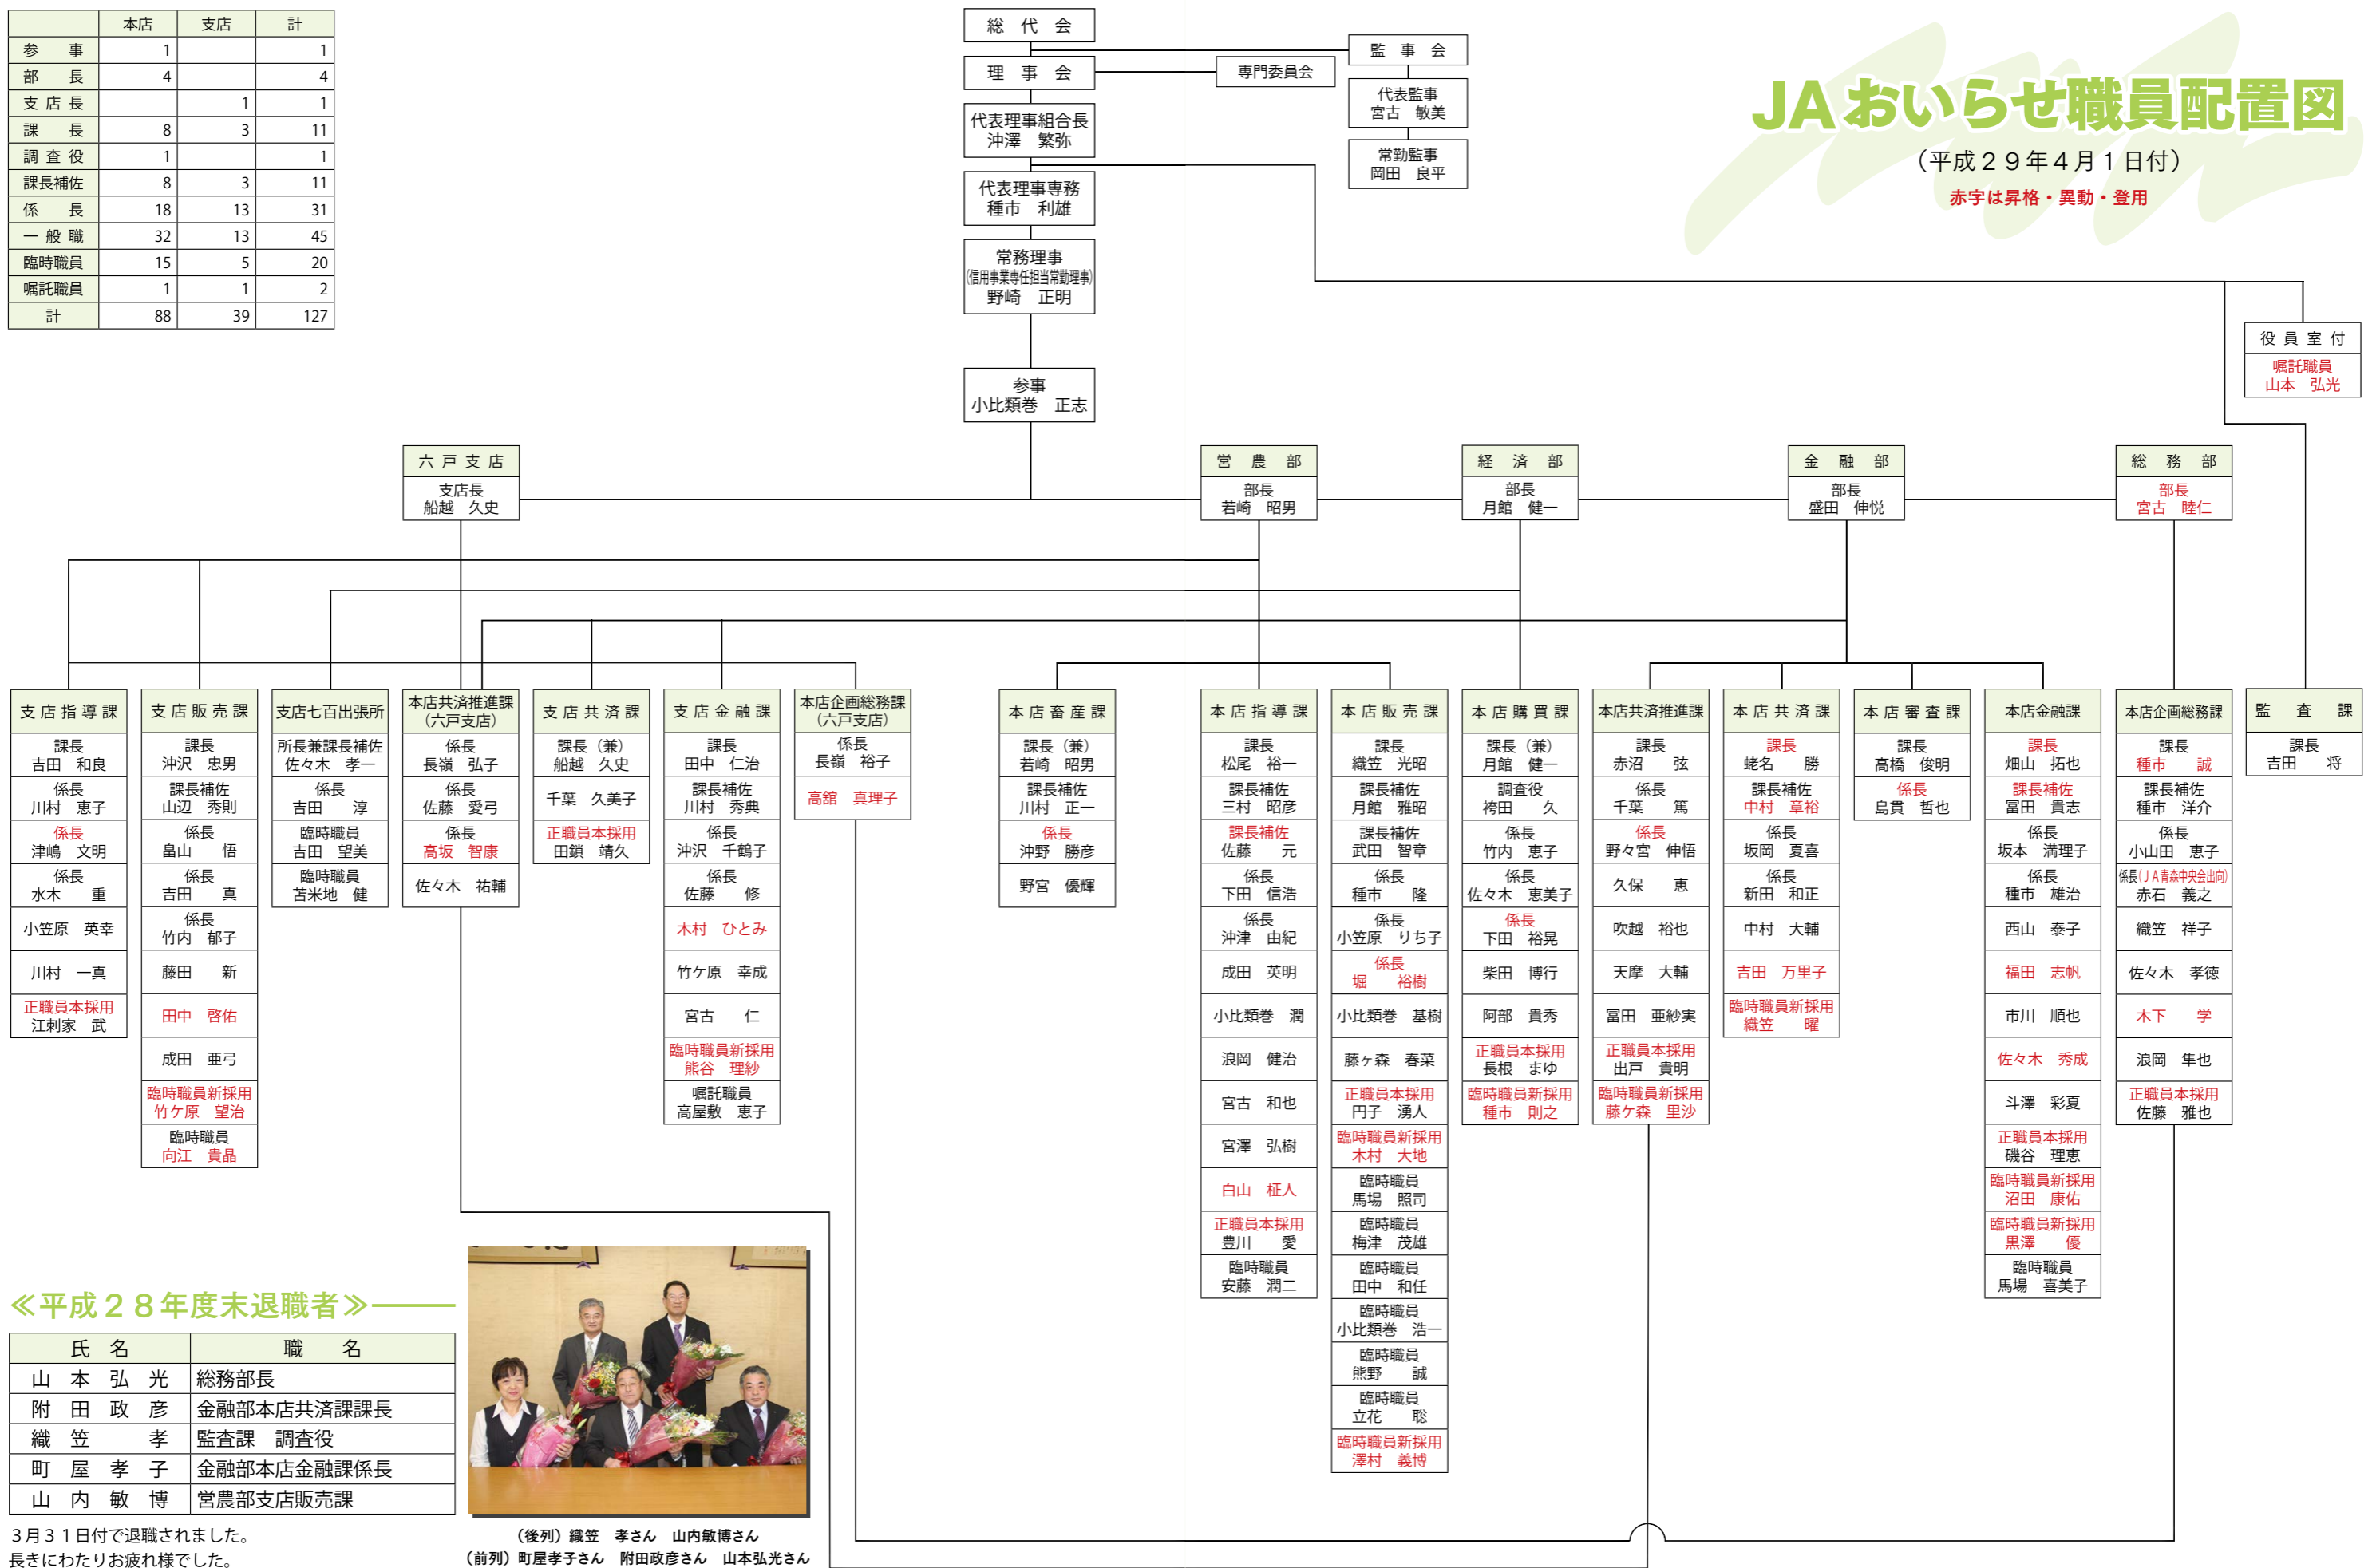 本店 支店 計
参 事 1 1
部 長 4 4
支店長 1 1
課 長 8 3 11
調査役 1 1
課長補佐 8 3 11
係 長 18 13 31
一般職 32 13 45
臨時職員 15 5 20
嘱託職員 1 1 2
計 88 39 127
JAおいらせ職員配置図
（平成２９年４月１日付）
赤字は昇格・異動・登用
総代会
監事会
理事会
専門委員会
代表監事
宮古 敏美
代表理事組合長
沖澤 繁弥
常勤監事
岡田 良平
代表理事専務
種市 利雄
常務理事
(信用事業専任担当常勤理事)
野崎 正明
役員室付
嘱託職員
山本 弘光
参事
小比類巻 正志
六戸支店
支店長
船越 久史
営農部
部長
若崎 昭男
経済部
部長
月館 健一
金融部
部長
盛田 伸悦
総務部
部長
宮古 睦仁
支店指導課
課長
吉田 和良
係長
川村 恵子
係長
津嶋 文明
係長
水木 重
小笠原 英幸
川村 一真
正職員本採用
江刺家 武
支店販売課
課長
沖沢 忠男
課長補佐
山辺 秀則
係長
畠山 悟
係長
吉田 真
係長
竹内 郁子
藤田 新
田中 啓佑
成田 亜弓
臨時職員新採用
竹ケ原 望治
臨時職員
向江 貴晶
支店七百出張所
所長兼課長補佐
佐々木 孝一
係長
吉田 淳
臨時職員
吉田 望美
臨時職員
苫米地 健
本店共済推進課
（六戸支店）
係長
長嶺 弘子
係長
佐藤 愛弓
係長
高坂 智康
佐々木 祐輔
支店共済課
課長（兼）
船越 久史
千葉 久美子
正職員本採用
田鎖 靖久
支店金融課
課長
田中 仁治
課長補佐
川村 秀典
係長
沖沢 千鶴子
係長
佐藤 修
木村 ひとみ
竹ケ原 幸成
宮古 仁
臨時職員新採用
熊谷 理紗
嘱託職員
高屋敷 恵子
本店企画総務課
（六戸支店）
係長
長嶺 裕子
高舘 真理子
本店畜産課
課長（兼）
若崎 昭男
課長補佐
川村 正一
係長
沖野 勝彦
野宮 優輝
本店指導課
課長
松尾 裕一
課長補佐
三村 昭彦
課長補佐
佐藤 元
係長
下田 信浩
係長
沖津 由紀
成田 英明
小比類巻 潤
浪岡 健治
宮古 和也
宮澤 弘樹
白山 柾人
正職員本採用
豊川 愛
臨時職員
安藤 潤二
本店販売課
課長
織笠 光昭
課長補佐
月館 雅昭
課長補佐
武田 智章
係長
種市 隆
係長
小笠原 りち子
係長
堀 裕樹
小比類巻 基樹
藤ヶ森 春菜
正職員本採用
円子 湧人
臨時職員新採用
木村 大地
臨時職員
馬場 照司
臨時職員
梅津 茂雄
臨時職員
田中 和任
臨時職員
小比類巻 浩一
臨時職員
熊野 誠
臨時職員
立花 聡
臨時職員新採用
澤村 義博
本店購買課
課長（兼）
月館 健一
調査役
袴田 久
係長
竹内 恵子
係長
佐々木 恵美子
係長
下田 裕晃
柴田 博行
阿部 貴秀
正職員本採用
長根 まゆ
臨時職員新採用
種市 則之
本店共済推進課
課長
赤沼 弦
係長
千葉 篤
係長
野々宮 伸悟
久保 恵
吹越 裕也
天摩 大輔
冨田 亜紗実
正職員本採用
出戸 貴明
臨時職員新採用
藤ケ森 里沙
本店共済課
課長
蛯名 勝
課長補佐
中村 章裕
係長
坂岡 夏喜
係長
新田 和正
中村 大輔
吉田 万里子
臨時職員新採用
織笠 曜
本店審査課
課長
高橋 俊明
係長
島貫 哲也
本店金融課
課長
畑山 拓也
課長補佐
冨田 貴志
係長
坂本 満理子
係長
種市 雄治
西山 泰子
福田 志帆
市川 順也
佐々木 秀成
斗澤 彩夏
正職員本採用
磯谷 理恵
臨時職員新採用
沼田 康佑
臨時職員新採用
黒澤 優
臨時職員
馬場 喜美子
本店企画総務課
課長
種市 誠
課長補佐
種市 洋介
係長
小山田 恵子
係長(ＪＡ青森中央会出向)
赤石 義之
織笠 祥子
佐々木 孝徳
木下 学
浪岡 隼也
正職員本採用
佐藤 雅也
監査課
課長
吉田 将
≪平成２８年度末退職者≫
氏 名 職 名
山本弘光 総務部長
附田政彦 金融部本店共済課課長
織笠 孝 監査課 調査役
町屋孝子 金融部本店金融課係長
山内敏博 営農部支店販売課
３月３１日付で退職されました。
長きにわたりお疲れ様でした。
（後列）織笠 孝さん 山内敏博さん
（前列）町屋孝子さん 附田政彦さん 山本弘光さん